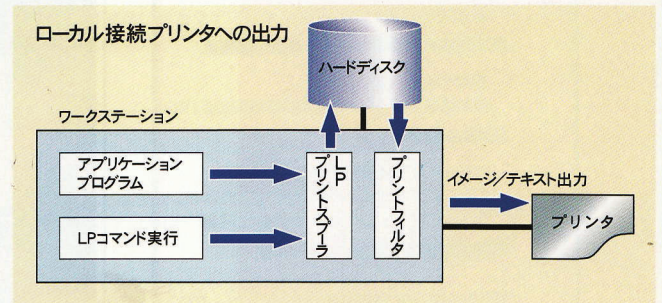 ローカル接続プリンタへの出力
ハードディスク
ワークステーション
アプリケーション
プログラム
LPコマンド実行
LP
プリントスプーラ
プリントフィルタ
イメージ/テキスト出力
プリンタ